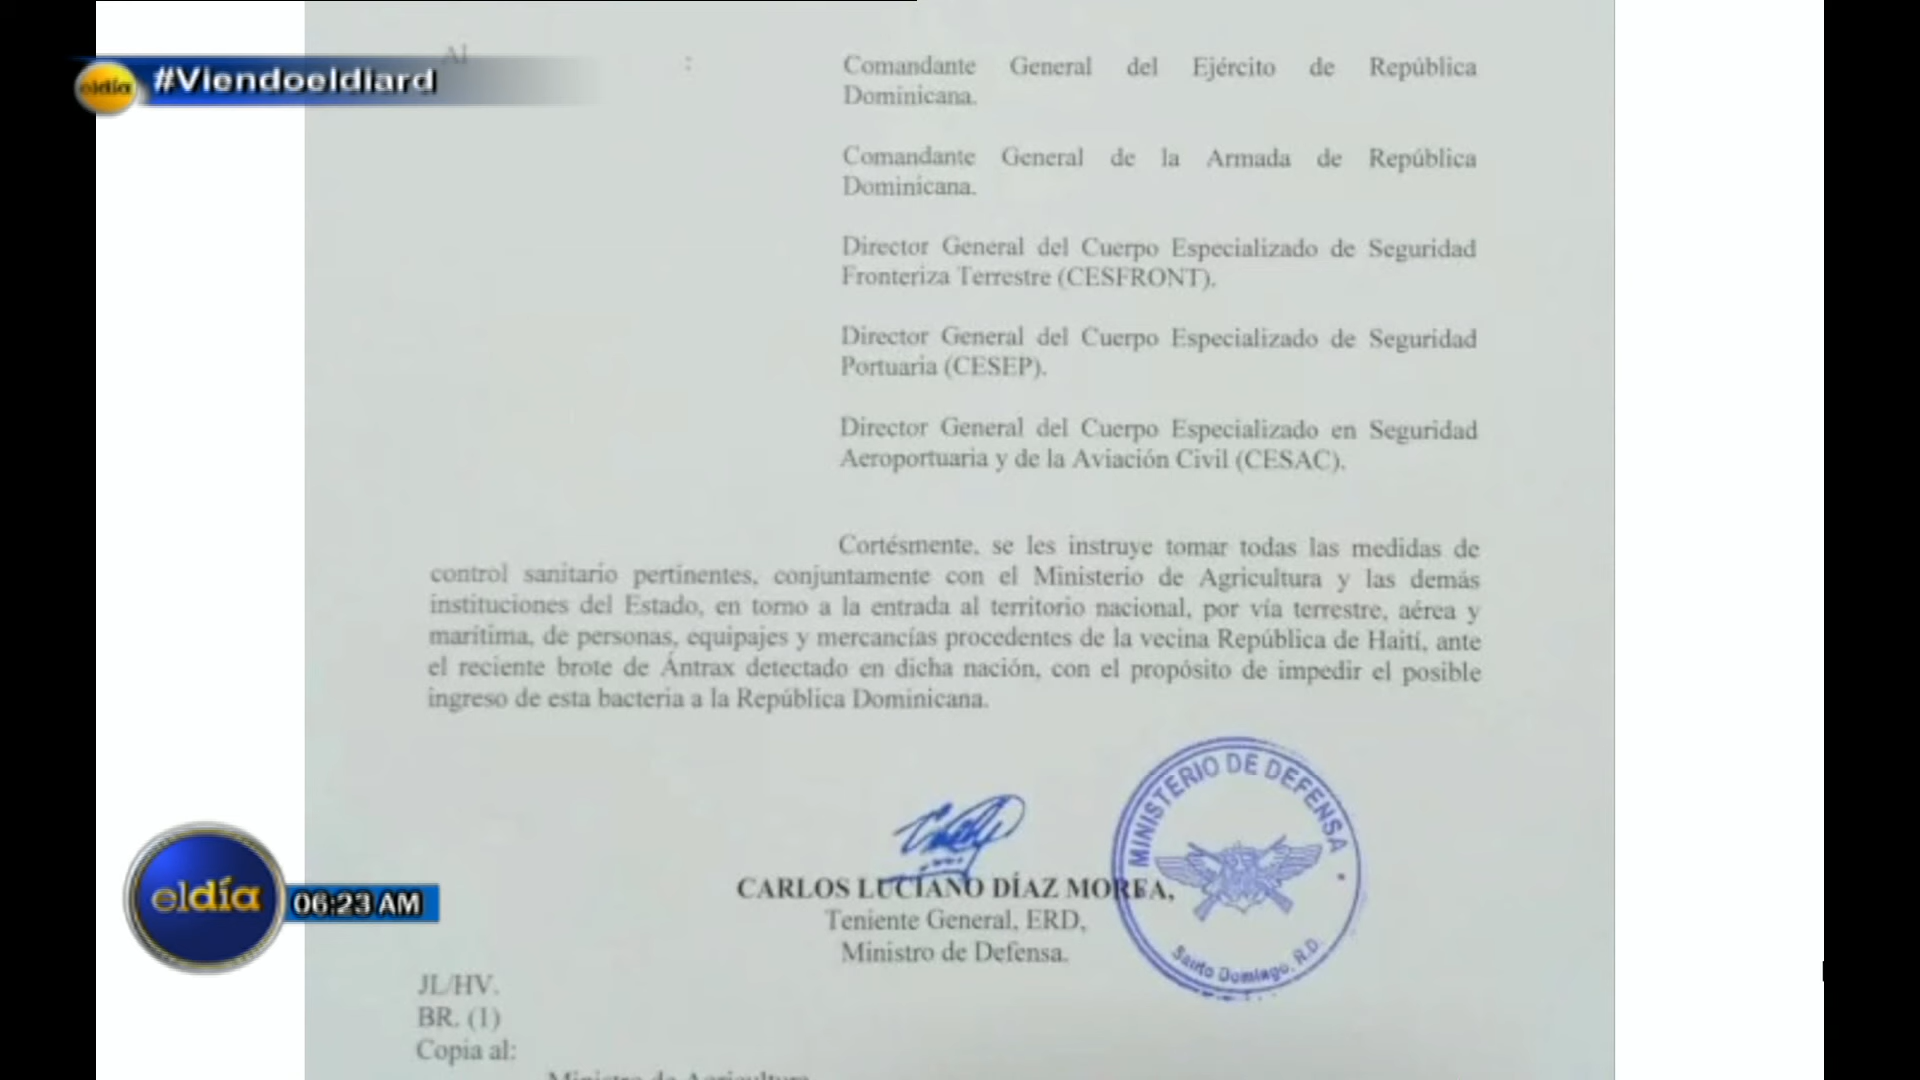 Al :
#Viendoeldiard
eldía
Comandante General del Ejército de República
Dominicana.
Comandante General de la Armada de República
Dominicana.
Director General del Cuerpo Especializado de Seguridad
Fronteriza Terrestre (CESFRONT).
Director General del Cuerpo Especializado de Seguridad
Portuaria (CESEP).
Director General del Cuerpo Especializado en Seguridad
Aeroportuaria y de la Aviación Civil (CESAC).
Cortésmente, se les instruye tomar todas las medidas de
control sanitario pertinentes, conjuntamente con el Ministerio de Agricultura y las demás
instituciones del Estado, en torno a la entrada al territorio nacional, por vía terrestre, aérea y
marítima, de personas, equipajes y mercancías procedentes de la vecina República de Haití, ante
el reciente brote de Ántrax detectado en dicha nación, con el propósito de impedir el posible
ingreso de esta bacteria a la República Dominicana.
MINISTERIO DE DEFENSA
Santo Domingo, R.D.
CARLOS LUCIANO DÍAZ MORFA,
Teniente General, ERD,
Ministro de Defensa.
eldía
06:23 AM
JL/HV.
BR. (1)
Copia al:
Ministro de Agricultura